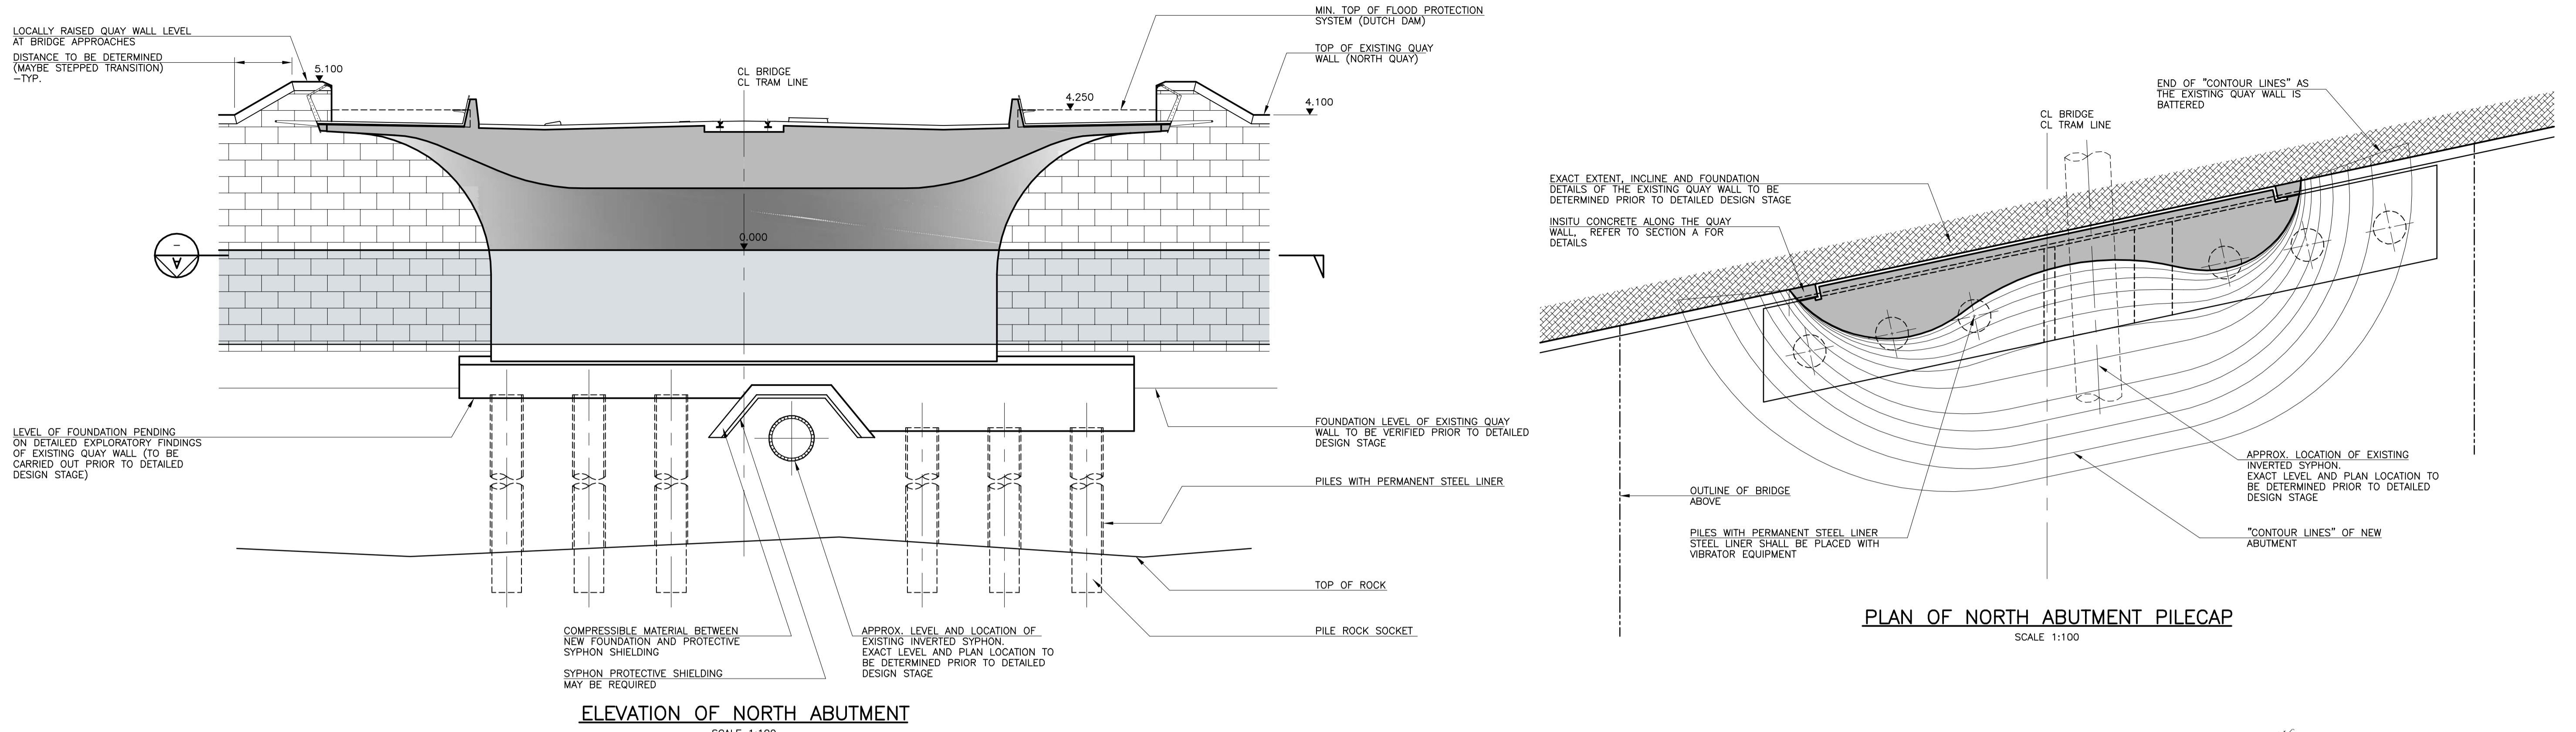 LOCALLY RAISED QUAY WALL LEVEL
AT BRIDGE APPROACHES
DISTANCE TO BE DETERMINED
(MAYBE STEPPED TRANSITION)
-TYP.
5.100
CL BRIDGE
CL TRAM LINE
MIN. TOP OF FLOOD PROTECTION
SYSTEM (DUTCH DAM)
TOP OF EXISTING QUAY
WALL (NORTH QUAY)
4.250
4.100
0.000
A
LEVEL OF FOUNDATION PENDING
ON DETAILED EXPLORATORY FINDINGS
OF EXISTING QUAY WALL (TO BE
CARRIED OUT PRIOR TO DETAILED
DESIGN STAGE)
FOUNDATION LEVEL OF EXISTING QUAY
WALL TO BE VERIFIED PRIOR TO DETAILED
DESIGN STAGE
PILES WITH PERMANENT STEEL LINER
TOP OF ROCK
PILE ROCK SOCKET
COMPRESSIBLE MATERIAL BETWEEN
NEW FOUNDATION AND PROTECTIVE
SYPHON SHIELDING
SYPHON PROTECTIVE SHIELDING
MAY BE REQUIRED
APPROX. LEVEL AND LOCATION OF
EXISTING INVERTED SYPHON.
EXACT LEVEL AND PLAN LOCATION TO
BE DETERMINED PRIOR TO DETAILED
DESIGN STAGE
ELEVATION OF NORTH ABUTMENT
SCALE 1:100
END OF "CONTOUR LINES" AS
THE EXISTING QUAY WALL IS
BATTERED
CL BRIDGE
CL TRAM LINE
EXACT EXTENT, INCLINE AND FOUNDATION
DETAILS OF THE EXISTING QUAY WALL TO BE
DETERMINED PRIOR TO DETAILED DESIGN STAGE
INSITU CONCRETE ALONG THE QUAY
WALL, REFER TO SECTION A FOR
DETAILS
OUTLINE OF BRIDGE
ABOVE
PILES WITH PERMANENT STEEL LINER
STEEL LINER SHALL BE PLACED WITH
VIBRATOR EQUIPMENT
APPROX. LOCATION OF EXISTING
INVERTED SYPHON.
EXACT LEVEL AND PLAN LOCATION TO
BE DETERMINED PRIOR TO DETAILED
DESIGN STAGE
"CONTOUR LINES" OF NEW
ABUTMENT
PLAN OF NORTH ABUTMENT PILECAP
SCALE 1:100